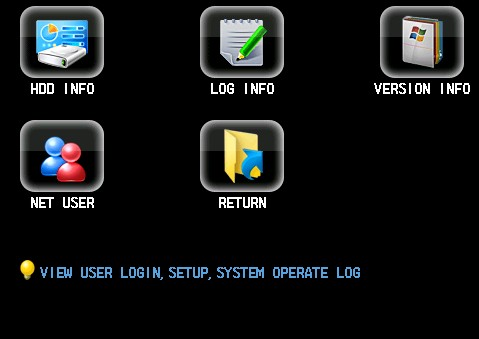 HDD INFO
LOG INFO
VERSION INFO
NET USER
RETURN
VIEW USER LOGIN, SETUP, SYSTEM OPERATE LOG